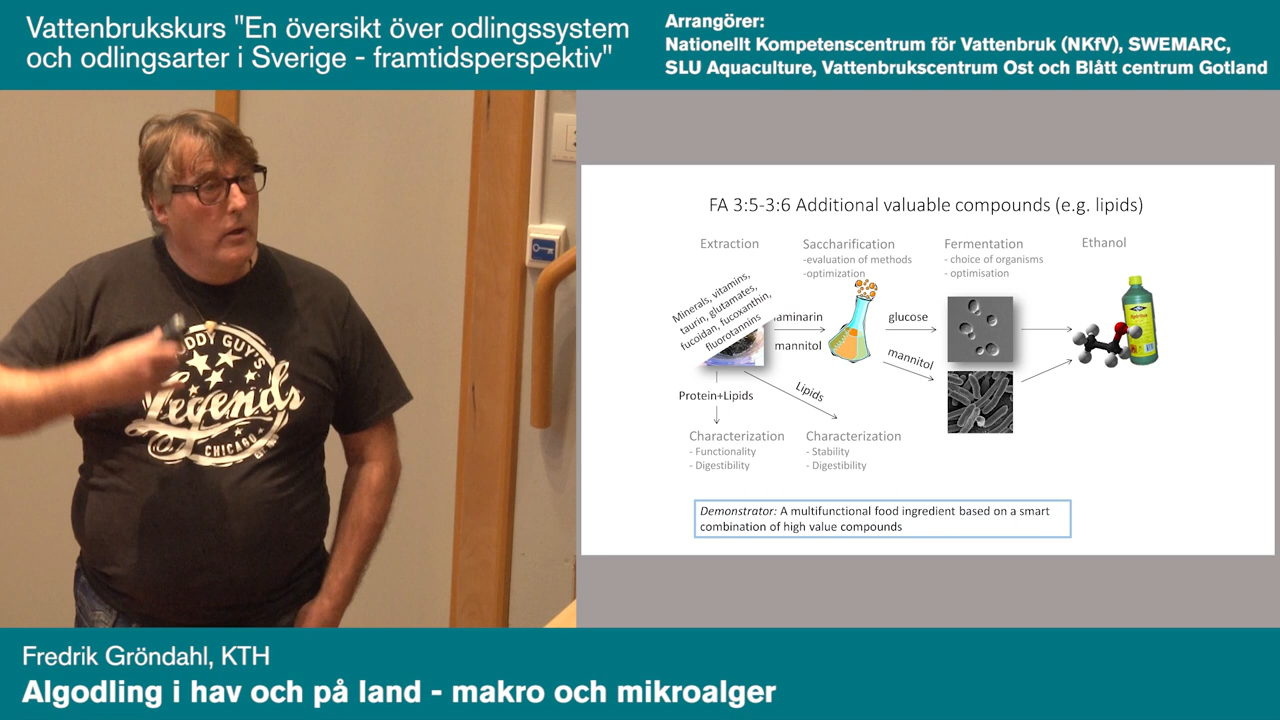 Vattenbrukskurs "En översikt över odlingssystem
och odlingsarter i Sverige - framtidsperspektiv"
Arrangörer:
Nationellt Kompetenscentrum för Vattenbruk (NKfV), SWEMARC,
SLU Aquaculture, Vattenbrukscentrum Ost och Blått centrum Gotland
UDDY GUY'S
Legends
CHICAGO
FA 3:5-3:6 Additional valuable compounds (e.g. lipids)
Extraction
Saccharification
-evaluation of methods
-optimization
Fermentation
- choice of organisms
- optimisation
Ethanol
Minerals, vitamins,
taurin, glutamates,
fucoidan, fucoxanthin,
fluorotannins
aminarin
mannitol
glucose
mannitol
Lipids
Protein+Lipids
Characterization
- Functionality
- Digestibility
Characterization
- Stability
- Digestibility
Demonstrator: A multifunctional food ingredient based on a smart
combination of high value compounds
Fredrik Gröndahl, KTH
Algodling i hav och på land - makro och mikroalger